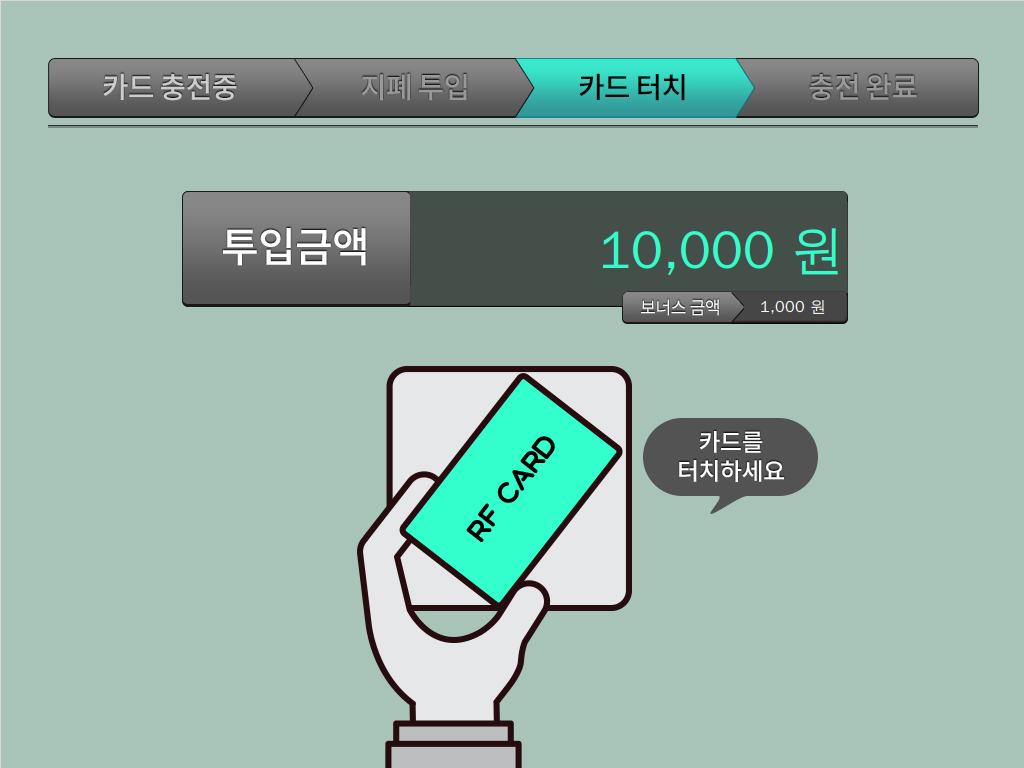 카드 충전중
지폐 투입
카드 터치
충전 완료
투입금액
10,000 원
보너스 금액
1,000 원
RF CARD
카드를
터치하세요